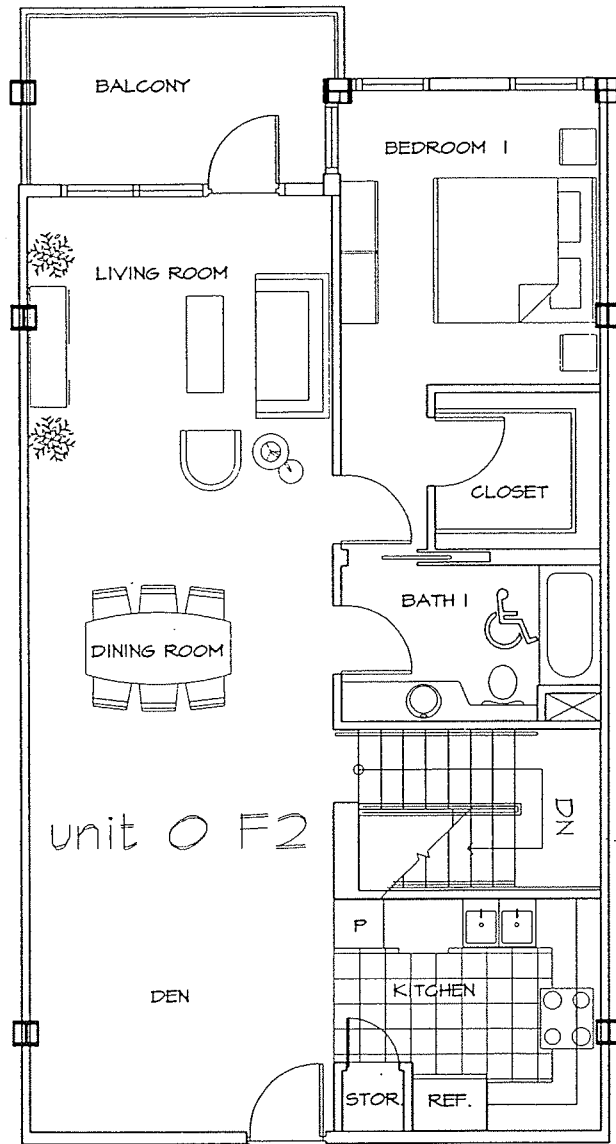 BALCONY
BEDROOM 1
LIVING ROOM
CLOSET
BATH 1
DINING ROOM
DN
unit O F2
P
KITCHEN
DEN
STOR.
REF.